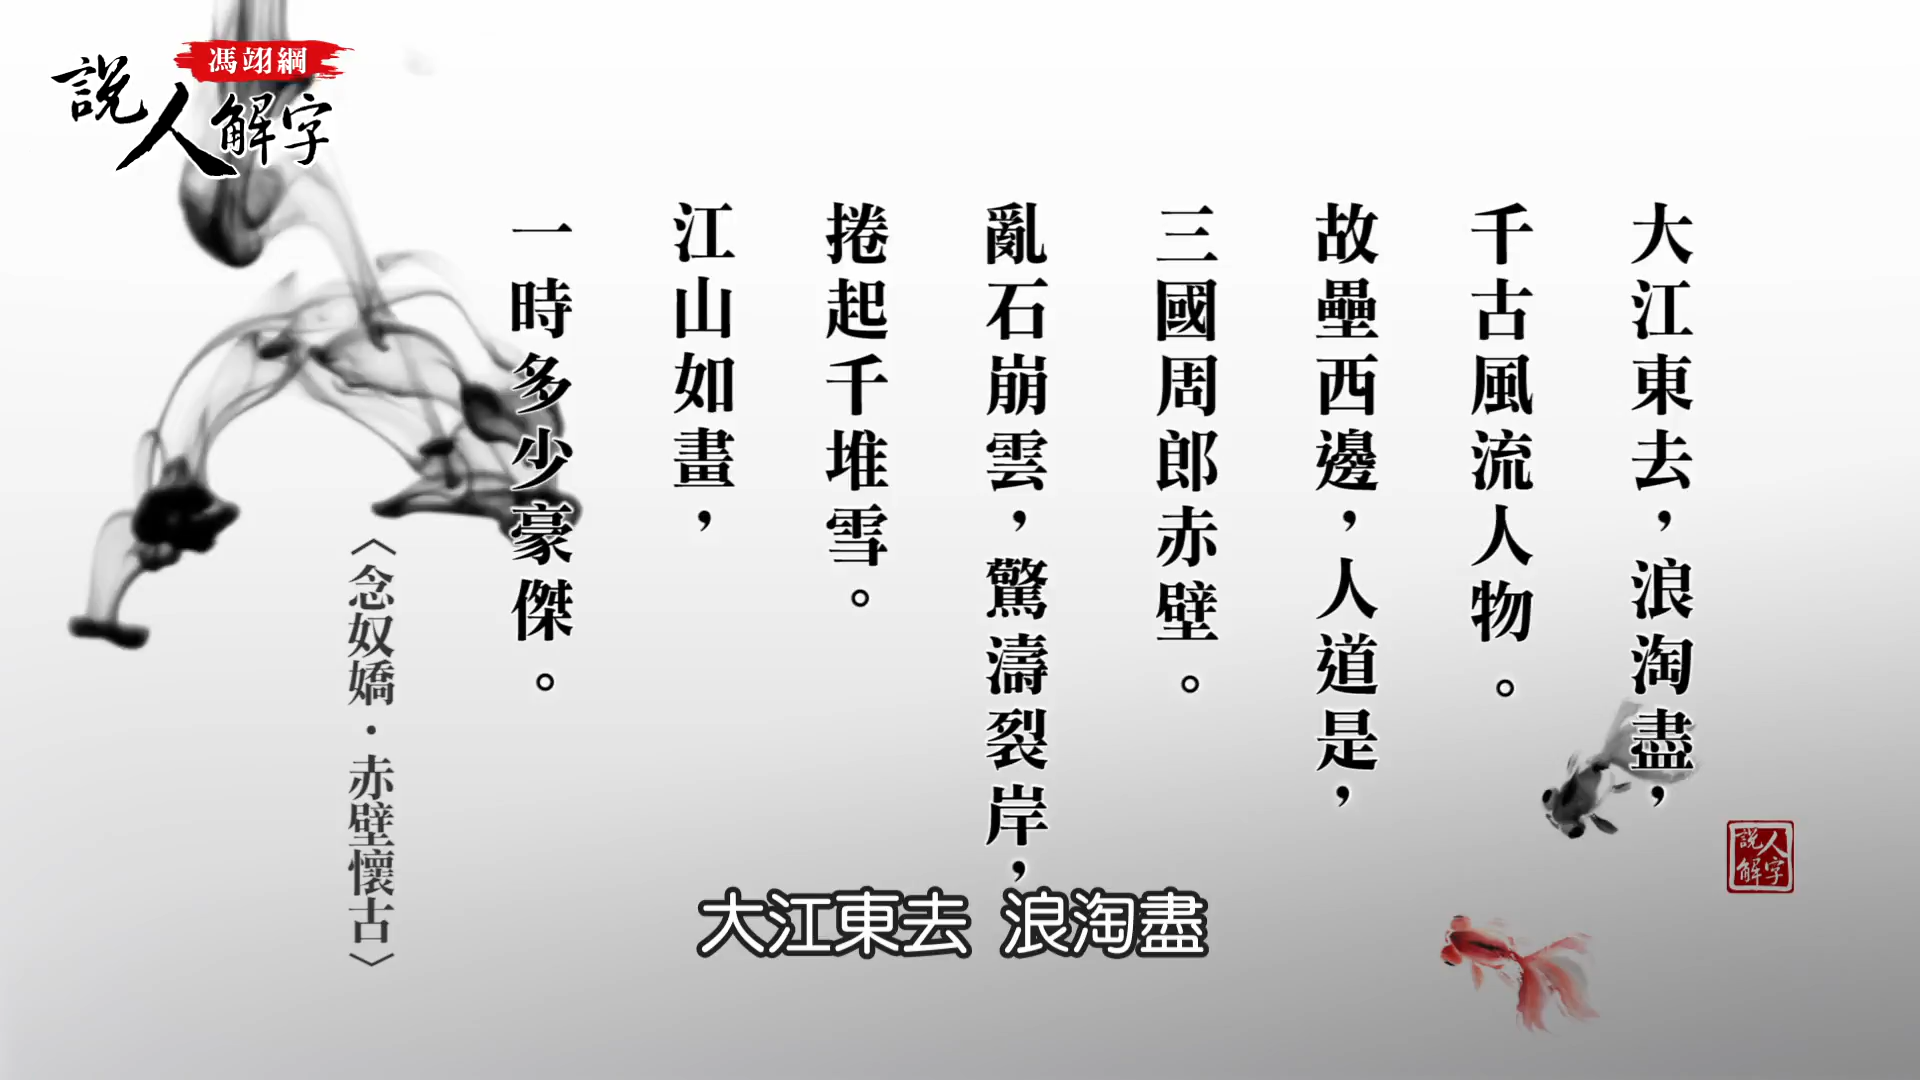 馮翊綱
說人解字
大江東去，浪淘盡，
千古風流人物。
故壘西邊，人道是，
三國周郎赤壁。
亂石崩雲，驚濤裂岸，
捲起千堆雪。
江山如畫，
一時多少豪傑。
〈念奴嬌．赤壁懷古〉
說人解字
大江東去 浪淘盡